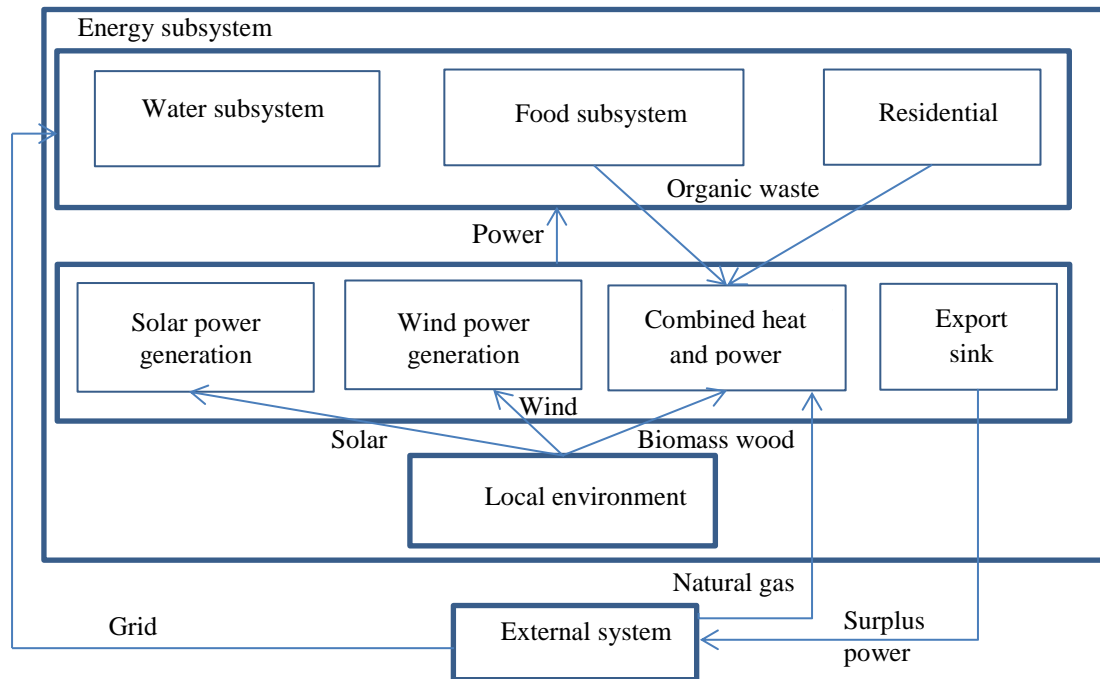 Energy subsystem
Water subsystem
Food subsystem
Residential
Organic waste
Power
Solar power
generation
Wind power
generation
Combined heat
and power
Export
sink
Wind
Solar
Biomass wood
Local environment
Natural gas
Grid
External system
Surplus
power